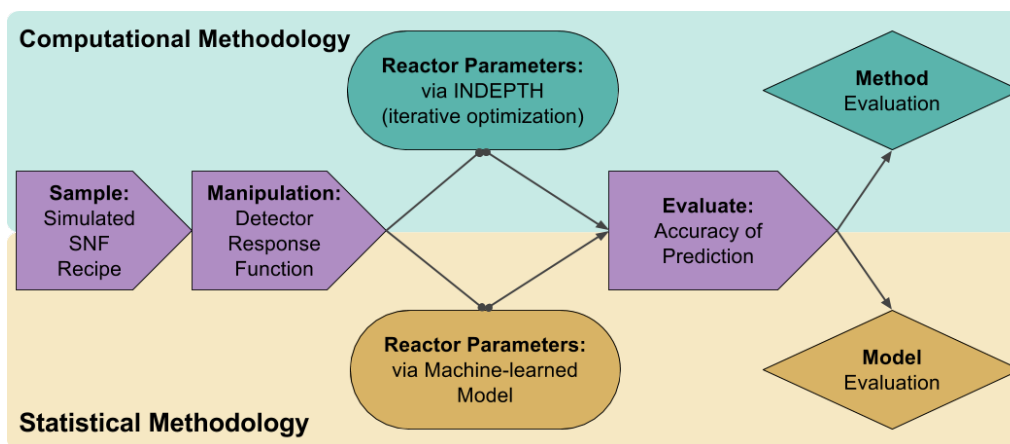 Computational Methodology
Reactor Parameters:
via INDEPTH
(iterative optimization)
Method
Evaluation
Sample:
Simulated
SNF
Recipe
Manipulation:
Detector
Response
Function
Evaluate:
Accuracy of
Prediction
Reactor Parameters:
via Machine-learned
Model
Model
Evaluation
Statistical Methodology